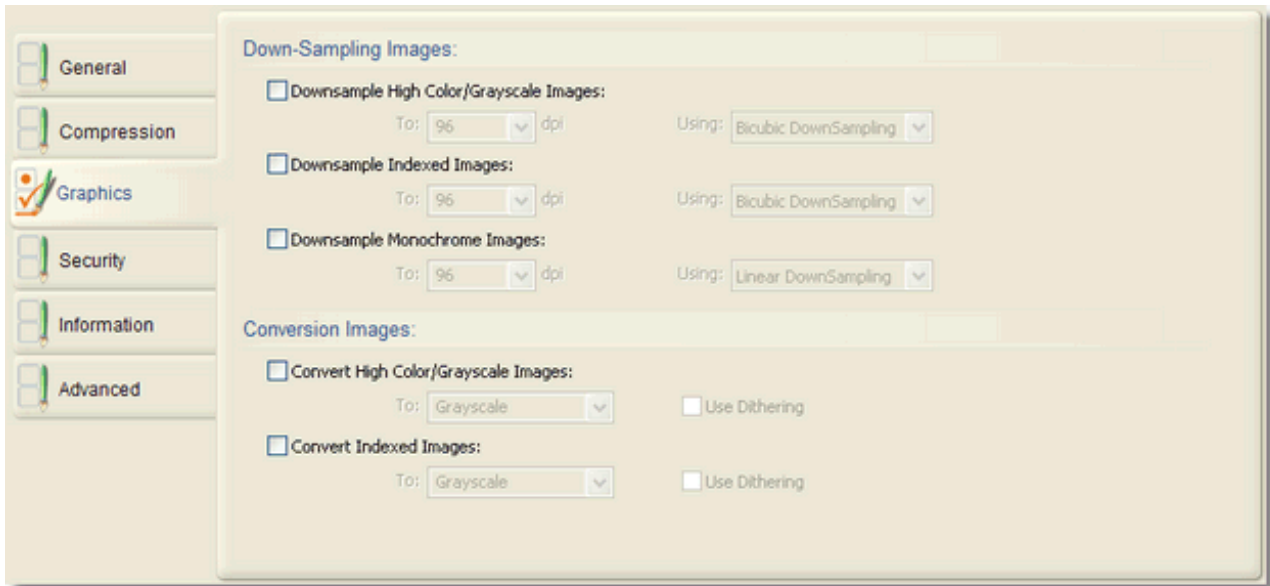 General
Compression
Graphics
Security
Information
Advanced
Down-Sampling Images:
Downsample High Color/Grayscale Images:
To: 96 dpi Using: Bicubic DownSampling
Downsample Indexed Images:
To: 96 dpi Using: Bicubic DownSampling
Downsample Monochrome Images:
To: 96 dpi Using: Linear DownSampling
Conversion Images:
Convert High Color/Grayscale Images:
To: Grayscale Use Dithering
Convert Indexed Images:
To: Grayscale Use Dithering